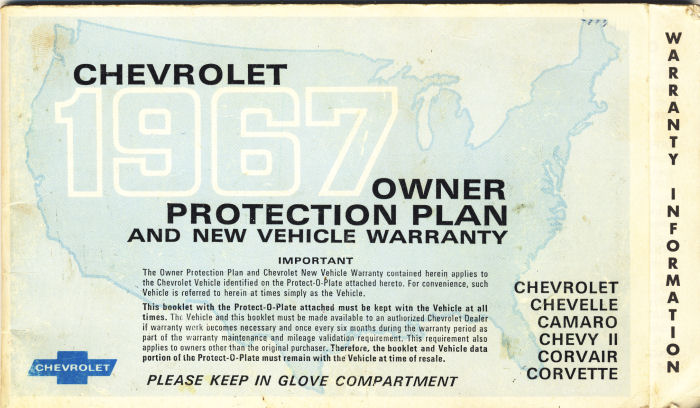 CHEVROLET
1967
OWNER
PROTECTION PLAN
AND NEW VEHICLE WARRANTY
IMPORTANT
The Owner Protection Plan and Chevrolet New Vehicle Warranty contained herein applies to
the Chevrolet Vehicle identified on the Protect-O-Plate attached hereto. For convenience, such
Vehicle is referred to herein at times simply as the Vehicle.
This booklet with the Protect-O-Plate attached must be kept with the Vehicle at all
times. The Vehicle and this booklet must be made available to an authorized Chevrolet Dealer
if warranty work becomes necessary and once every six months during the warranty period as
part of the warranty maintenance and mileage validation requirement. This requirement also
applies to owners other than the original purchaser. Therefore, the booklet and Vehicle data
portion of the Protect-O-Plate must remain with the Vehicle at time of resale.
PLEASE KEEP IN GLOVE COMPARTMENT
CHEVROLET
CHEVROLET
CHEVELLE
CAMARO
CHEVY II
CORVAIR
CORVETTE
WARRANTY INFORMATION